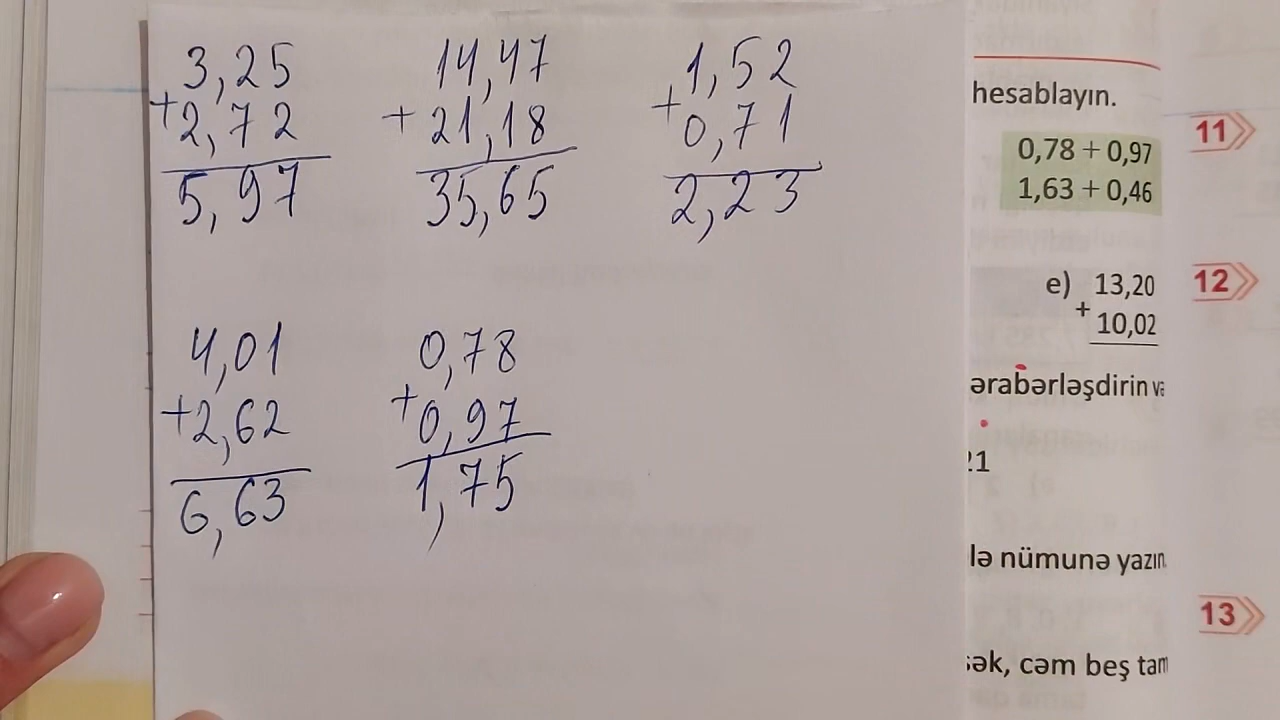 3,25
+2,72
5,97
14,47
+ 21,18
35,65
1,52
+ 0,71
2,23
4,01
+2,62
6,63
0,78
+ 0,97
1,75
hesablayın.
0,78 + 0,97
1,63 + 0,46
e) 13,20
+ 10,02
ərabərləşdirin və
21
lə nümunə yazın
sək, cəm beş tam
11
12
13